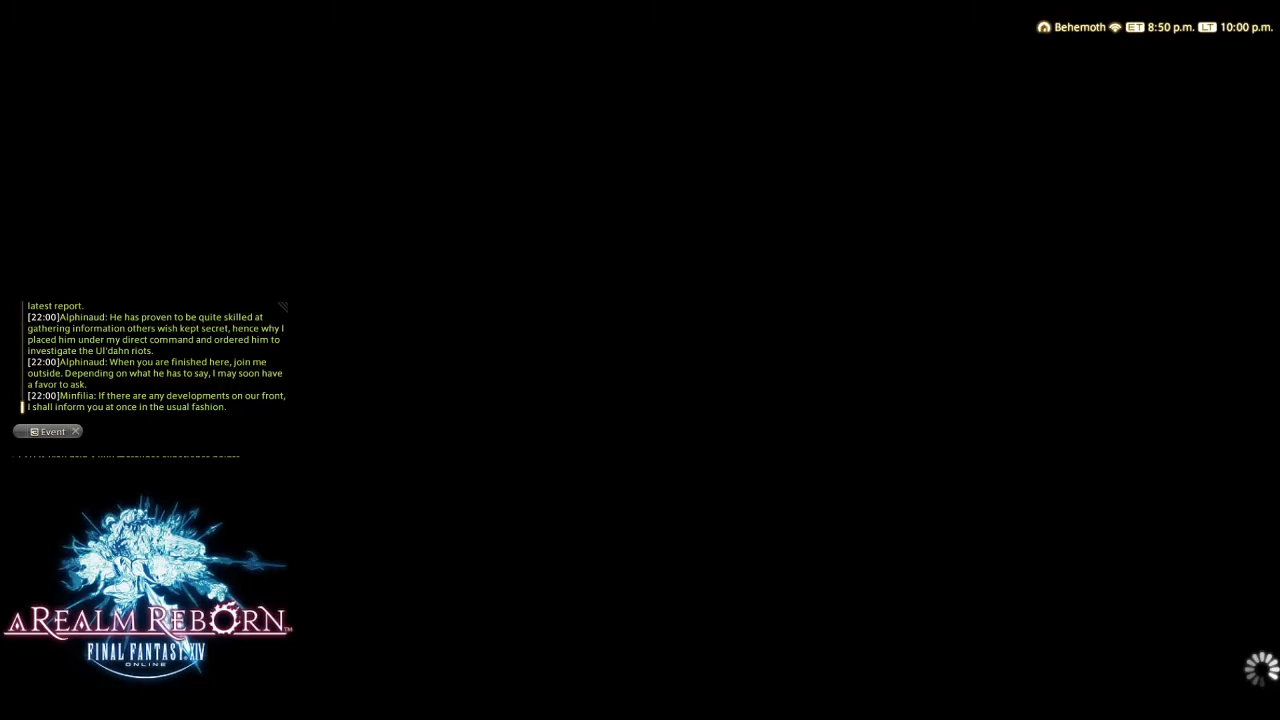 Behemoth ET 8:50 p.m. LT 10:00 p.m.
latest report.
[22:00]Alphinaud: He has proven to be quite skilled at
gathering information others wish kept secret, hence why I
placed him under my direct command and ordered him to
investigate the Ul'dahn riots.
[22:00]Alphinaud: When you are finished here, join me
outside. Depending on what he has to say, I may soon have
a favor to ask.
[22:00]Minfilia: If there are any developments on our front,
I shall inform you at once in the usual fashion.
Event
A REALM REBORN™
FINAL FANTASY XIV
ONLINE